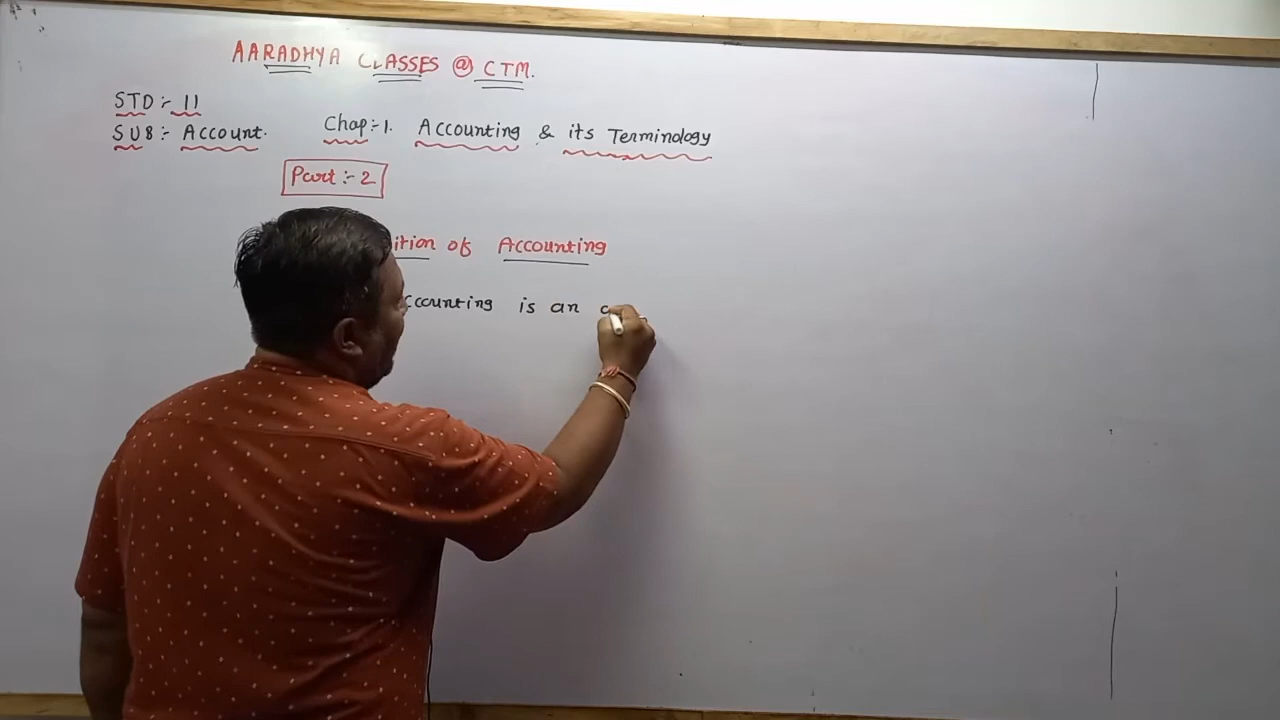 AARADHYA CLASSES @ CTM.
STD :- 11
SUB :- Account. Chap :- 1. Accounting & its Terminology
Part :- 2
ition of Accounting
ccounting is an